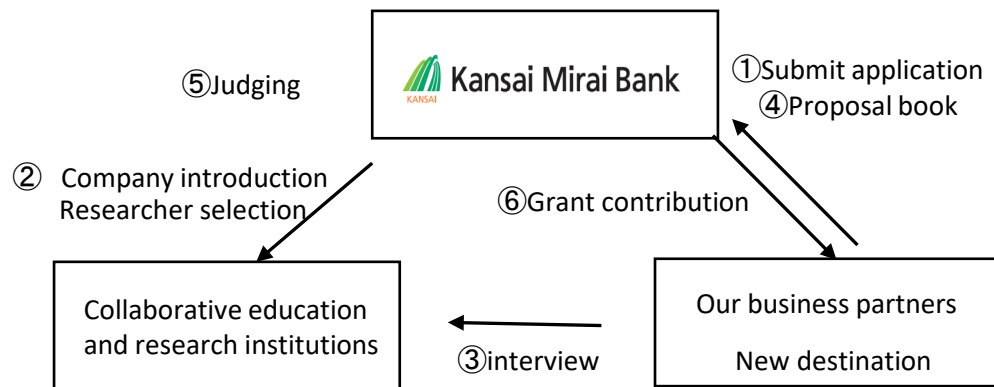 ⑤Judging
KANSAI
Kansai Mirai Bank
①Submit application
④Proposal book
② Company introduction
Researcher selection
⑥Grant contribution
Collaborative education
and research institutions
③interview
Our business partners
New destination